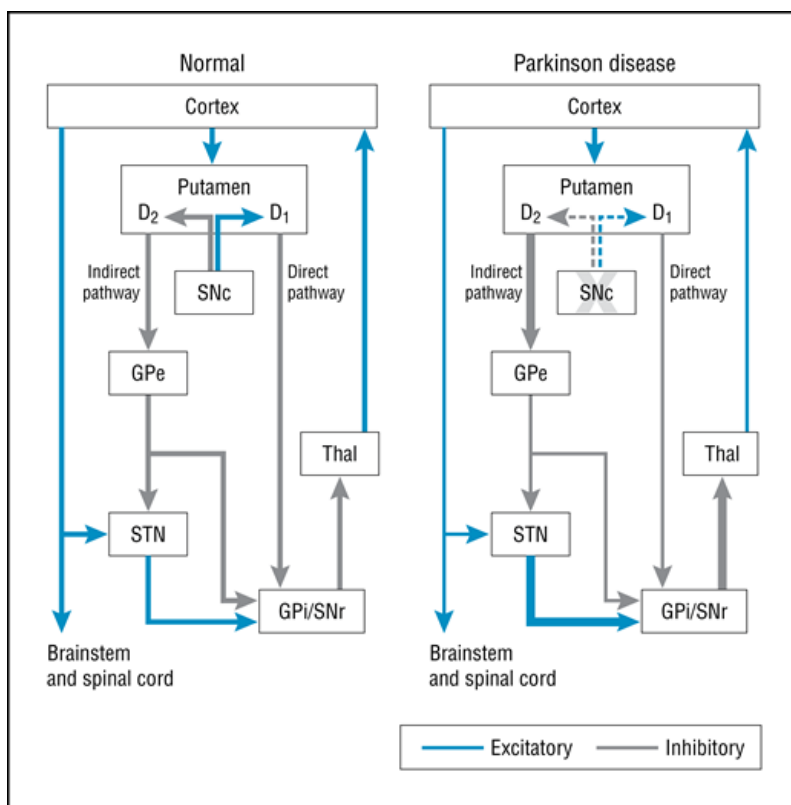 Normal
Cortex
Putamen
D2
D1
Indirect
pathway
Direct
pathway
SNc
GPe
Thal
STN
GPi/SNr
Brainstem
and spinal cord
Parkinson disease
Cortex
Putamen
D2
D1
Indirect
pathway
Direct
pathway
SNc
GPe
Thal
STN
GPi/SNr
Brainstem
and spinal cord
Excitatory
Inhibitory